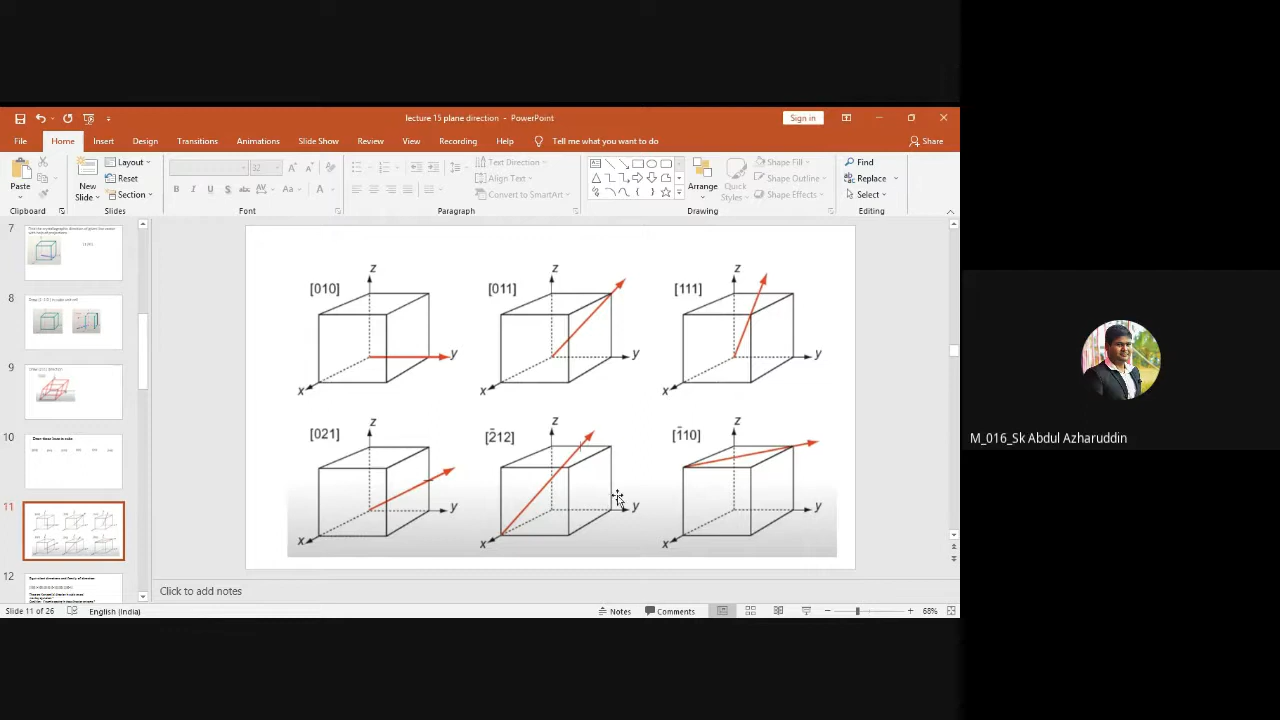 lecture 15 plane direction - PowerPoint
Sign in
File Home Insert Design Transitions Animations Slide Show Review View Recording Help Tell me what you want to do Share
Paste
New Slide
Layout
Reset
Section
32
B I U S abc AV Aa A
Text Direction
Align Text
Convert to SmartArt
Arrange
Quick Styles
Shape Fill
Shape Outline
Shape Effects
Find
Replace
Select
Clipboard Slides Font Paragraph Drawing Editing
7
8
9
10
11
12
[010] z y x
[011] z y x
[111] z y x
[021] z y x
[2̄12] z y x
[1̄10] z y x
M_016_Sk Abdul Azharuddin
Click to add notes
Slide 11 of 26 English (India) Notes Comments 68%